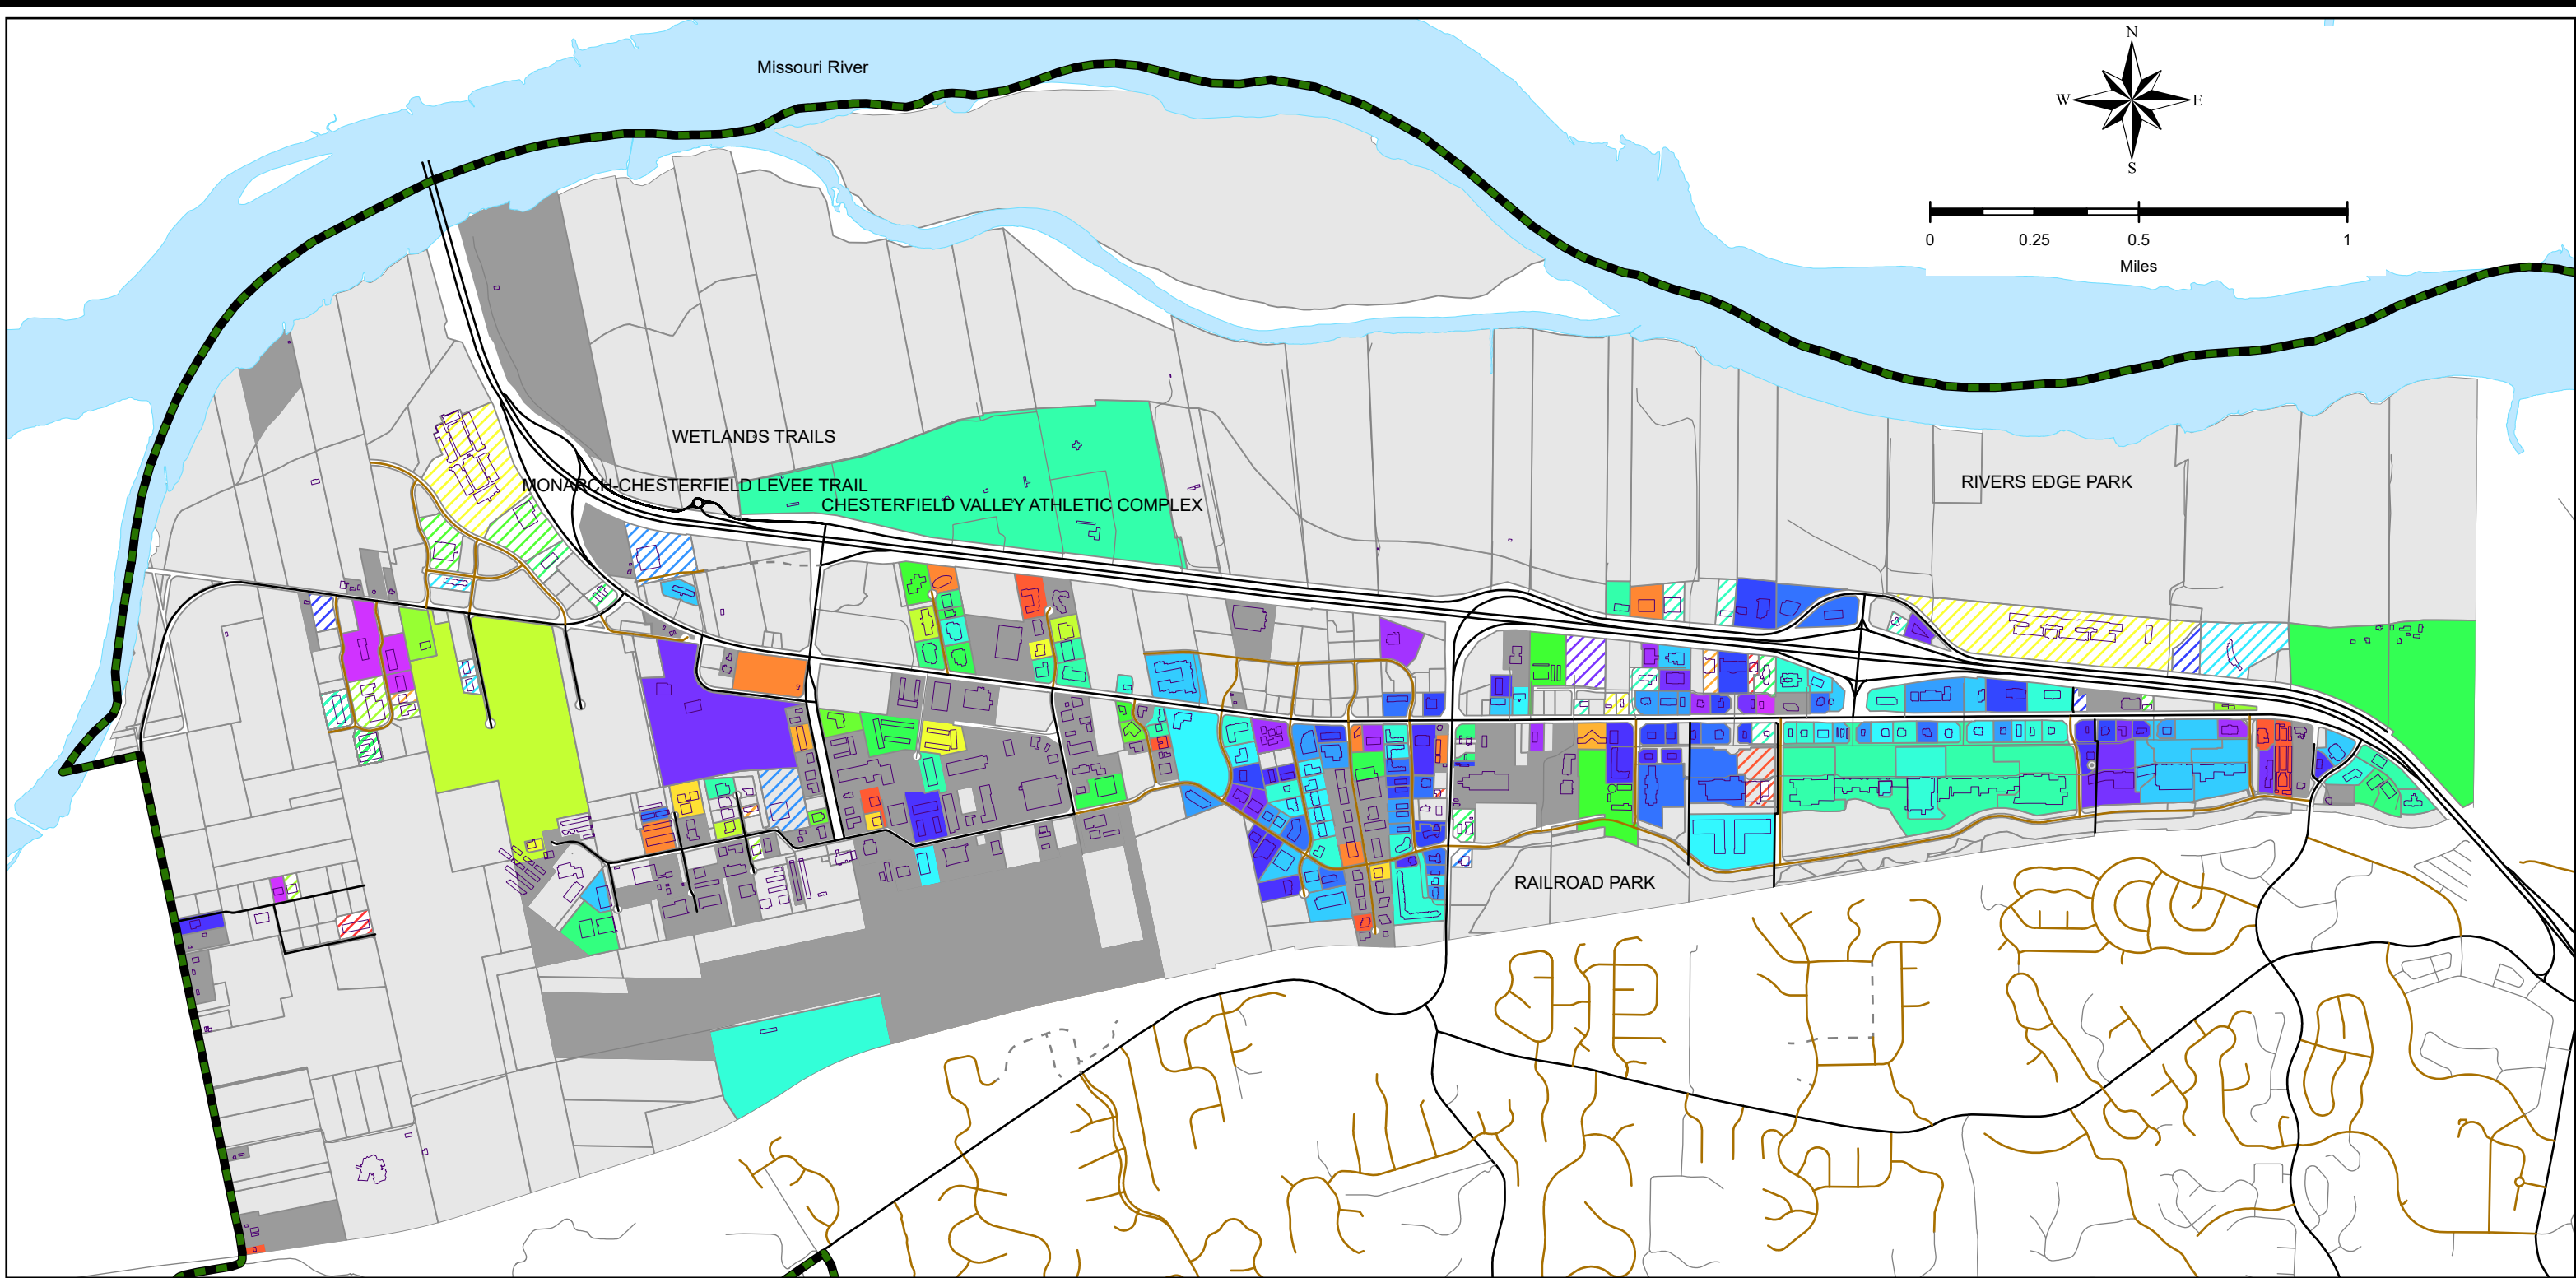 Missouri River
N
W E
S
0 0.25 0.5 1
Miles
WETLANDS TRAILS
MONARCH-CHESTERFIELD LEVEE TRAIL
CHESTERFIELD VALLEY ATHLETIC COMPLEX
RIVERS EDGE PARK
RAILROAD PARK